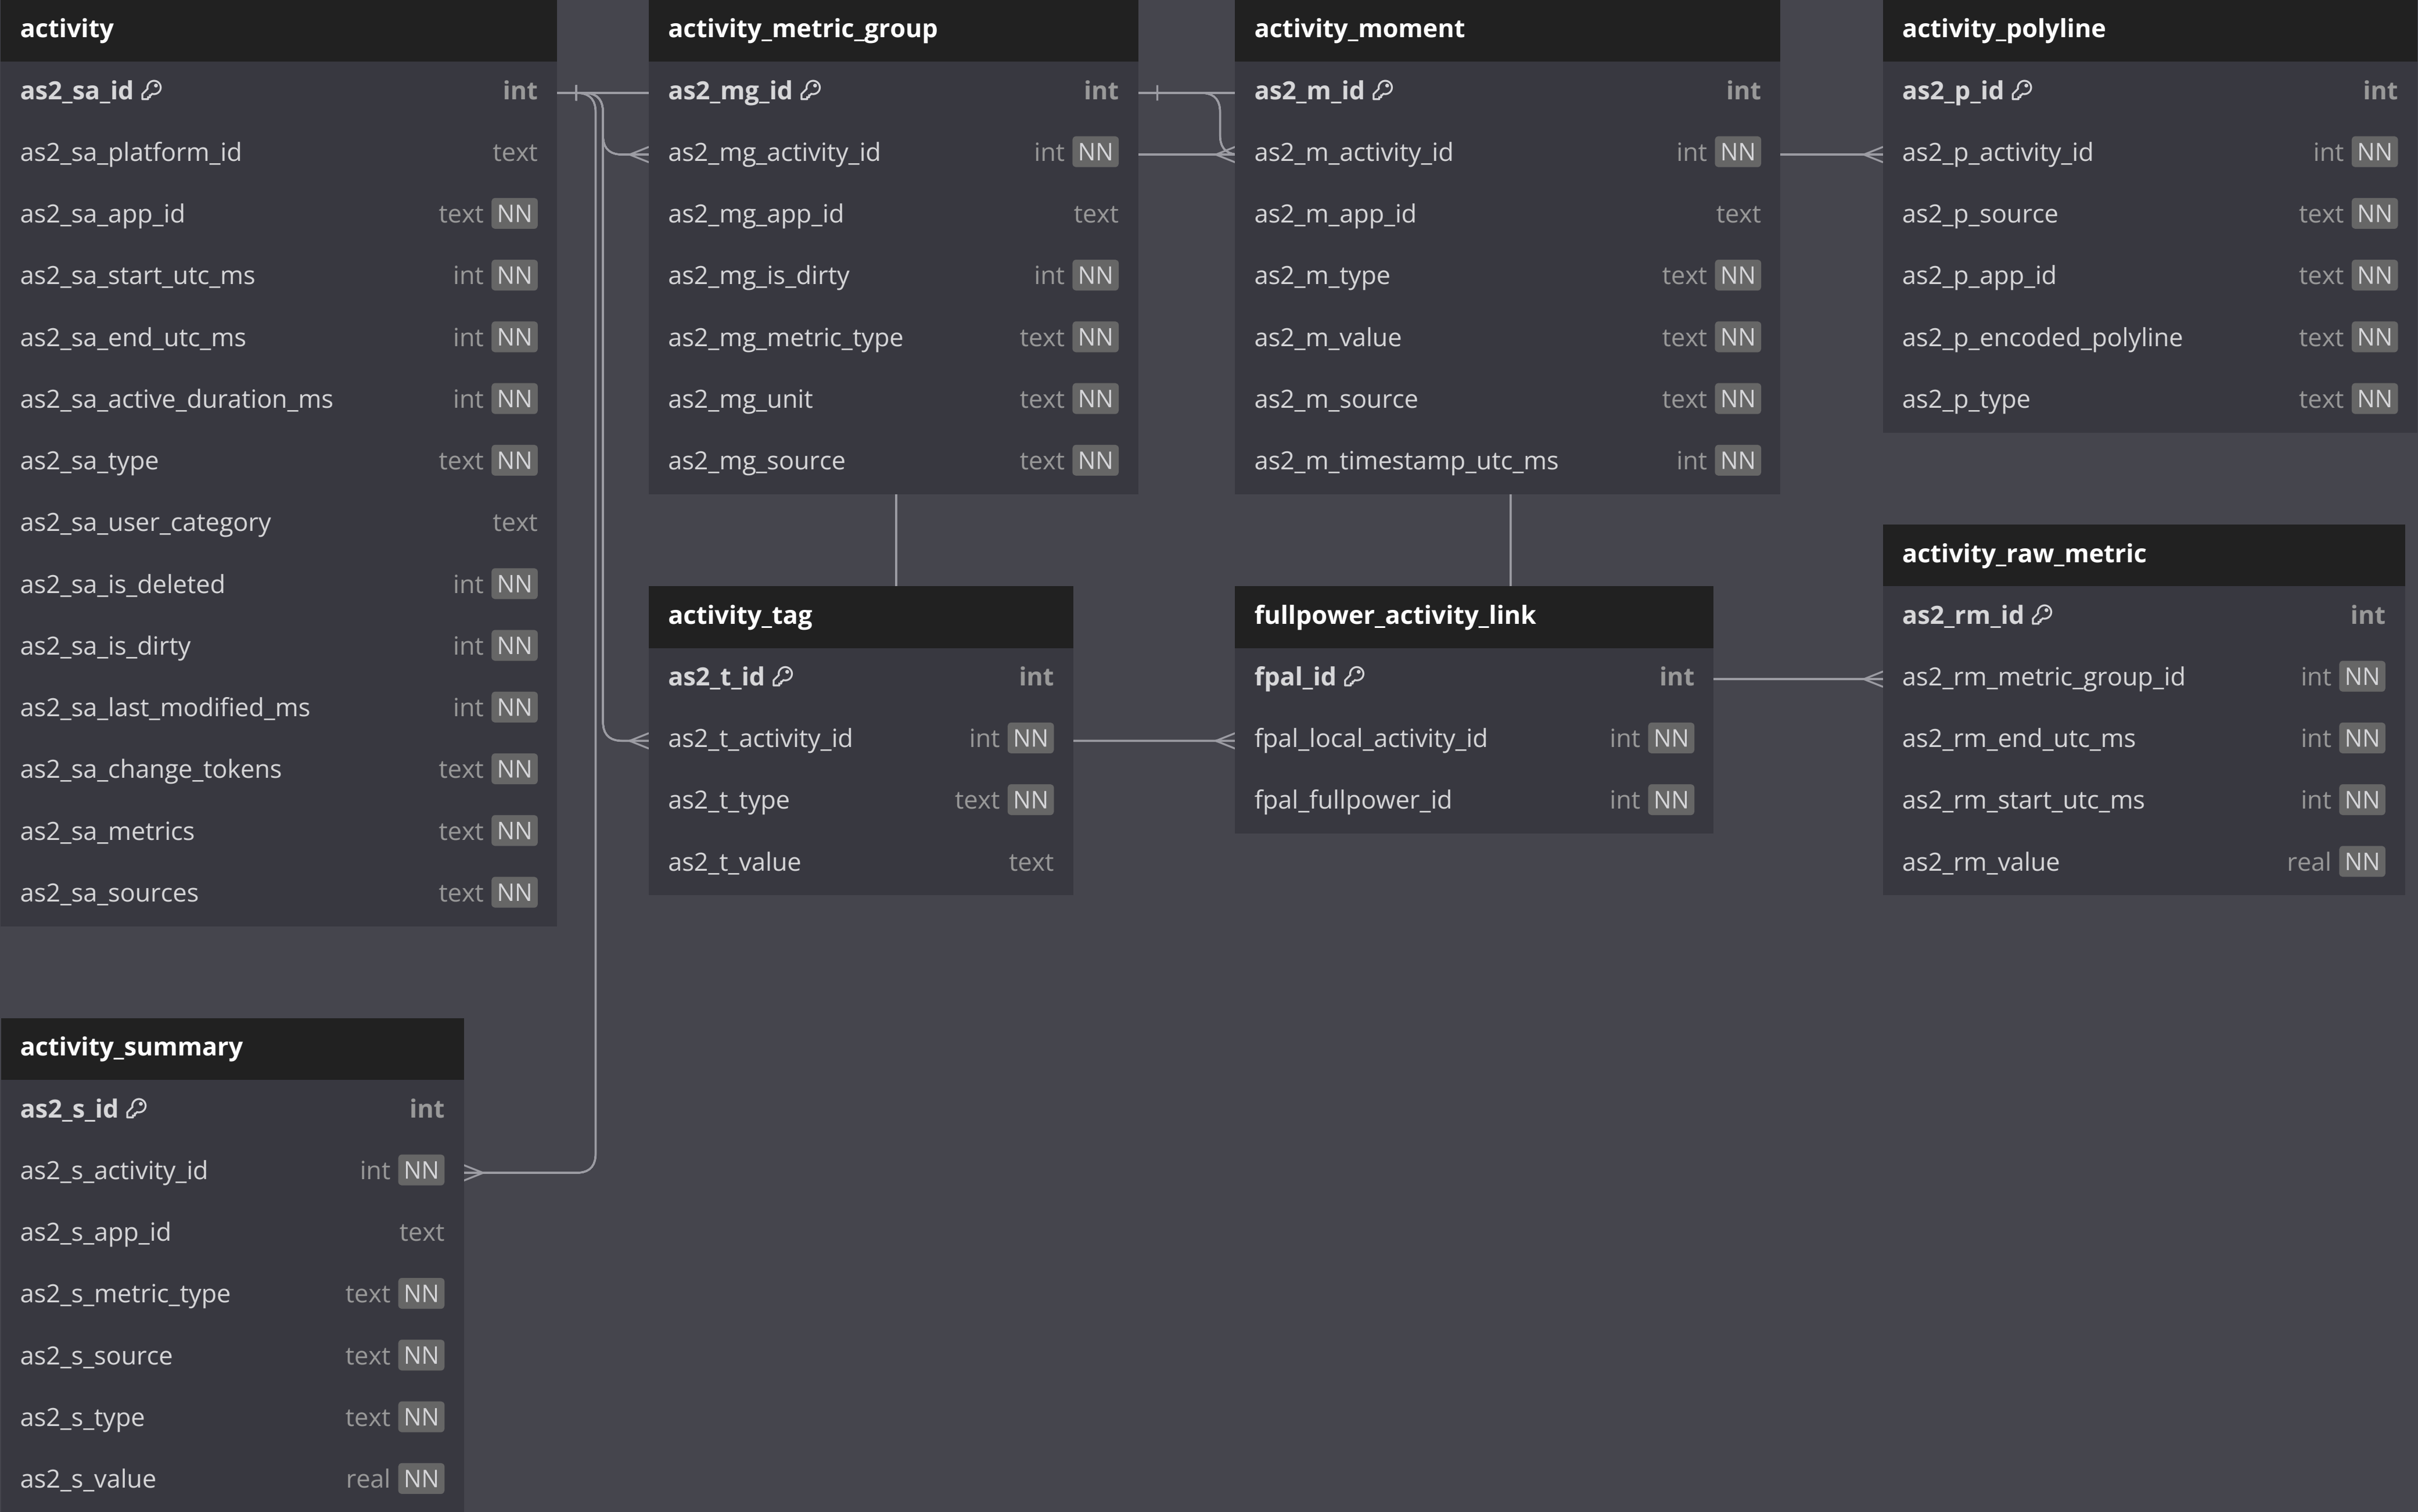 activity
as2_sa_id int
as2_sa_platform_id text
as2_sa_app_id text NN
as2_sa_start_utc_ms int NN
as2_sa_end_utc_ms int NN
as2_sa_active_duration_ms int NN
as2_sa_type text NN
as2_sa_user_category text
as2_sa_is_deleted int NN
as2_sa_is_dirty int NN
as2_sa_last_modified_ms int NN
as2_sa_change_tokens text NN
as2_sa_metrics text NN
as2_sa_sources text NN
activity_metric_group
as2_mg_id int
as2_mg_activity_id int NN
as2_mg_app_id text
as2_mg_is_dirty int NN
as2_mg_metric_type text NN
as2_mg_unit text NN
as2_mg_source text NN
activity_moment
as2_m_id int
as2_m_activity_id int NN
as2_m_app_id text
as2_m_type text NN
as2_m_value text NN
as2_m_source text NN
as2_m_timestamp_utc_ms int NN
activity_polyline
as2_p_id int
as2_p_activity_id int NN
as2_p_source text NN
as2_p_app_id text NN
as2_p_encoded_polyline text NN
as2_p_type text NN
activity_tag
as2_t_id int
as2_t_activity_id int NN
as2_t_type text NN
as2_t_value text
fullpower_activity_link
fpal_id int
fpal_local_activity_id int NN
fpal_fullpower_id int NN
activity_raw_metric
as2_rm_id int
as2_rm_metric_group_id int NN
as2_rm_end_utc_ms int NN
as2_rm_start_utc_ms int NN
as2_rm_value real NN
activity_summary
as2_s_id int
as2_s_activity_id int NN
as2_s_app_id text
as2_s_metric_type text NN
as2_s_source text NN
as2_s_type text NN
as2_s_value real NN